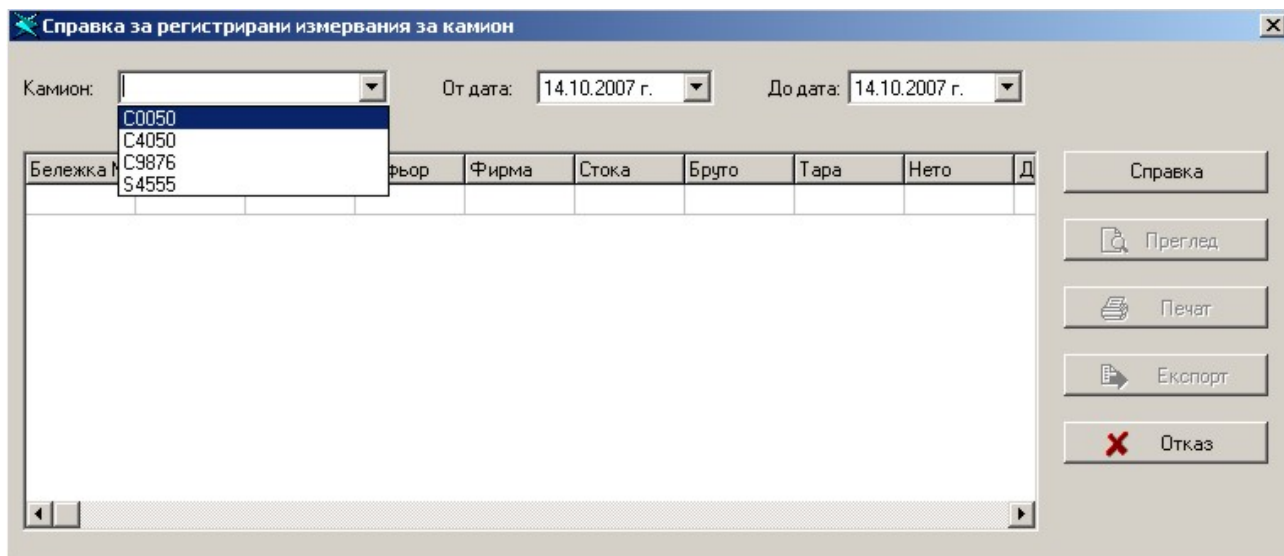 Справка за регистрирани измервания за камион
Камион: От дата: 14.10.2007 г. До дата: 14.10.2007 г.
C0050
C4050
C9876
S4555
Бележка Фирма Стока Бруто Тара Нето
Справка
Преглед
Печат
Експорт
Отказ